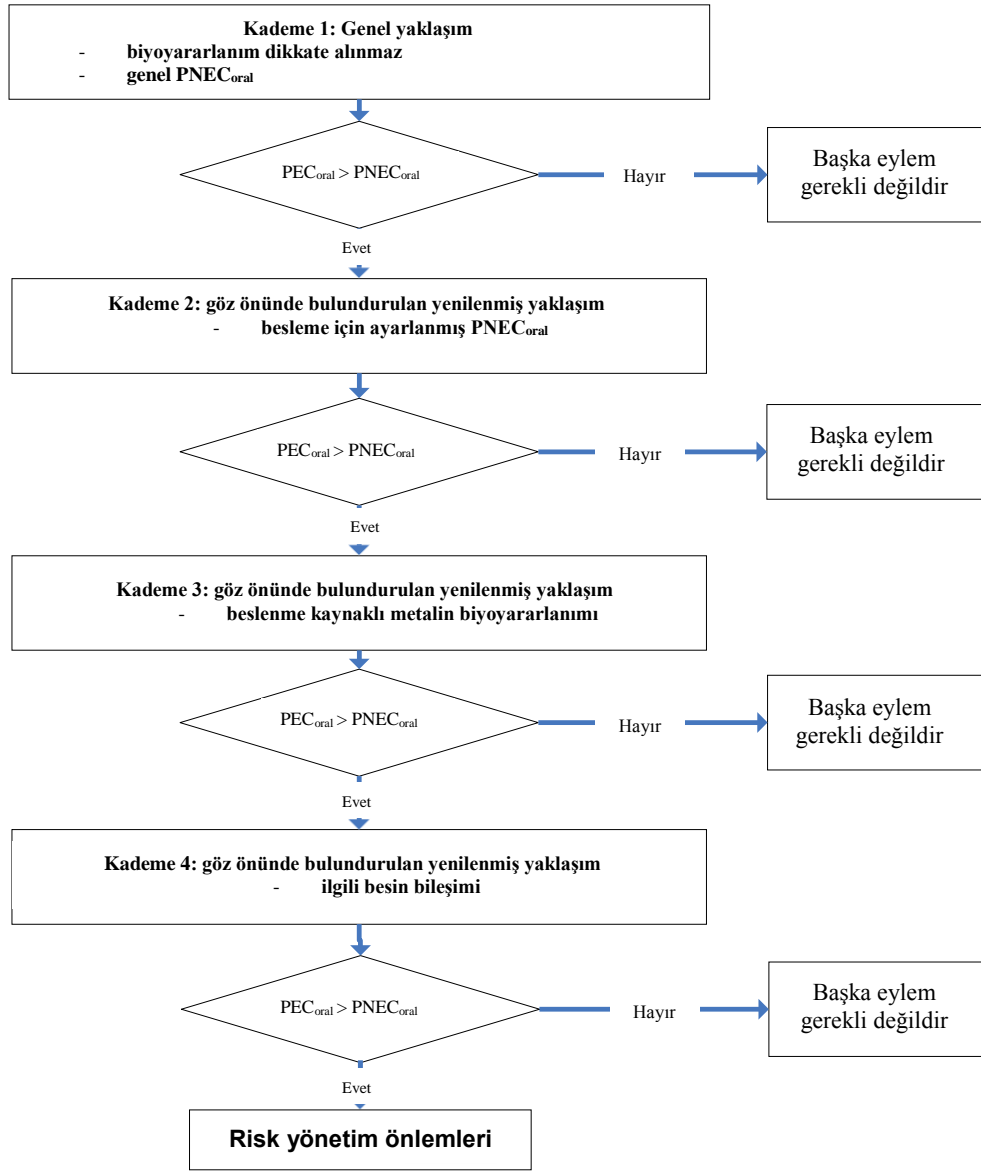 Kademe 1: Genel yaklaşım
- biyoyararlanım dikkate alınmaz
- genel PNECoral
PECoral > PNECoral
Hayır
Başka eylem
gerekli değildir
Evet
Kademe 2: göz önünde bulundurulan yenilenmiş yaklaşım
- besleme için ayarlanmış PNECoral
PECoral > PNECoral
Hayır
Başka eylem
gerekli değildir
Evet
Kademe 3: göz önünde bulundurulan yenilenmiş yaklaşım
- beslenme kaynaklı metalin biyoyararlanımı
PECoral > PNECoral
Hayır
Başka eylem
gerekli değildir
Evet
Kademe 4: göz önünde bulundurulan yenilenmiş yaklaşım
- ilgili besin bileşimi
PECoral > PNECoral
Hayır
Başka eylem
gerekli değildir
Evet
Risk yönetim önlemleri